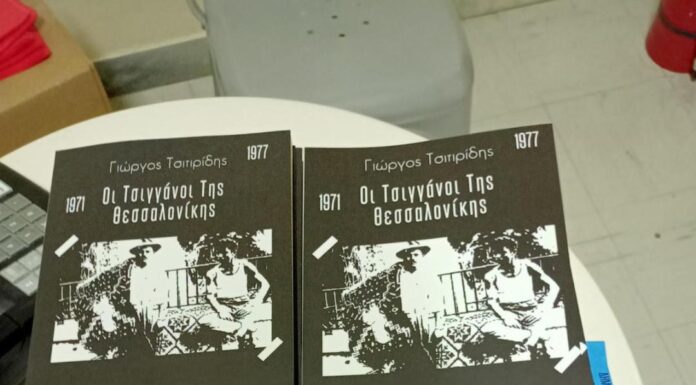 Γιώργος Τσιτιρίδης
1977
1971
Οι Τσιγγάνοι Της
Θεσσαλονίκης
Γιώργος Τσιτιρίδης
1977
1971
Οι Τσιγγάνοι Της
Θεσσαλονίκης